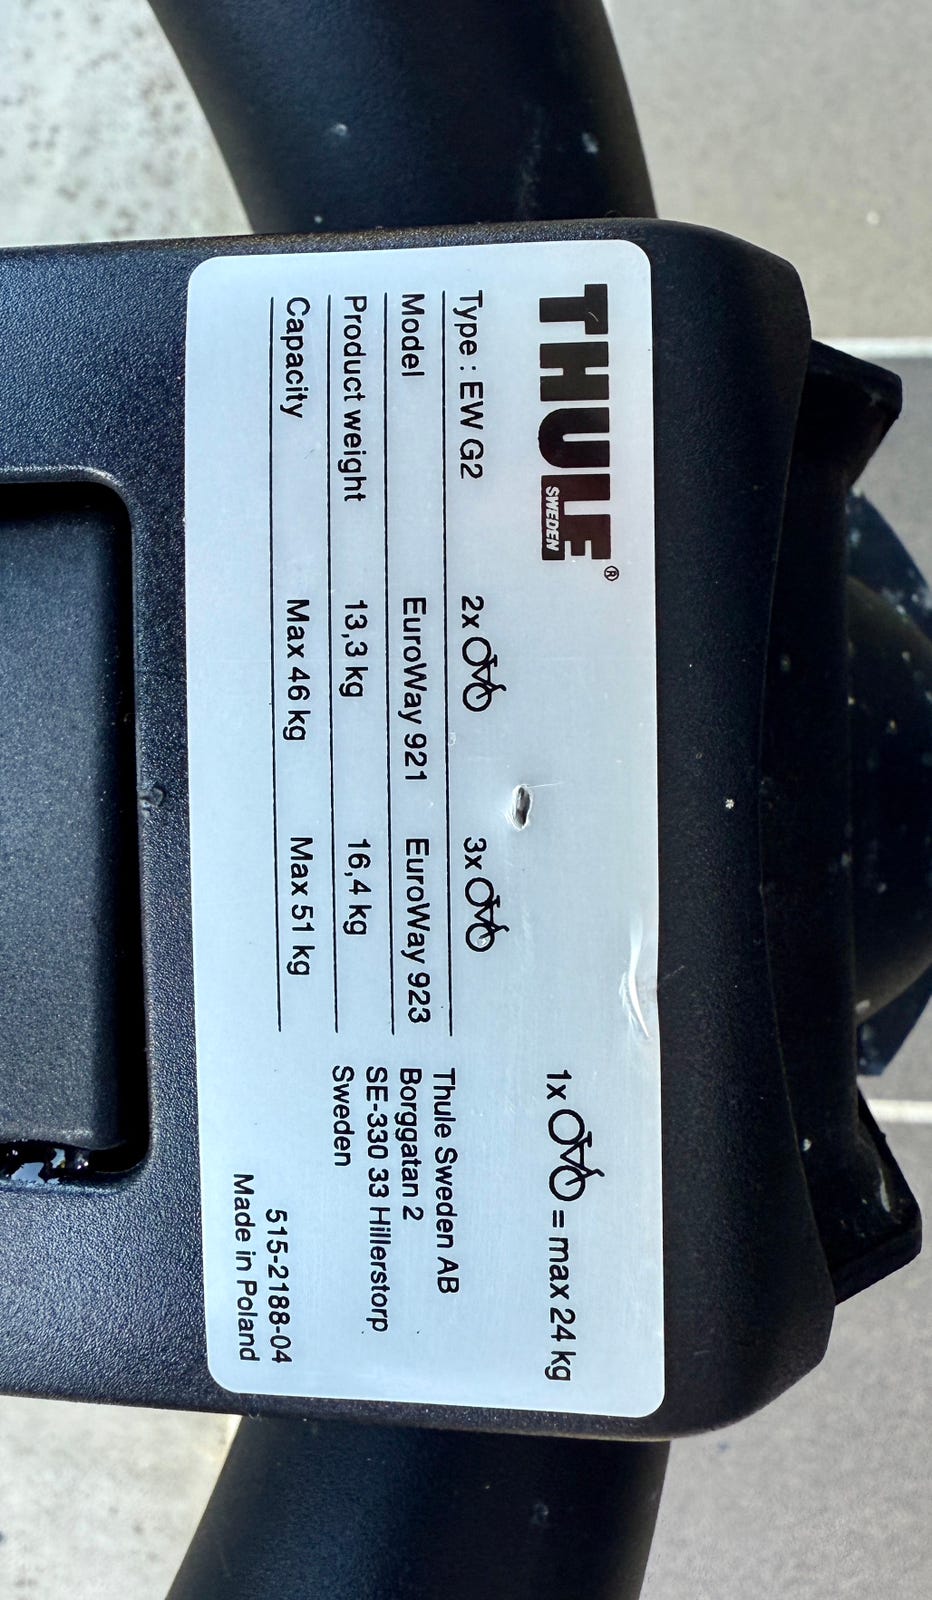 THULE®
SWEDEN
1x = max 24 kg
Type : EW G2 2x 3x
Model EuroWay 921 EuroWay 923
Product weight 13,3 kg 16,4 kg
Capacity Max 46 kg Max 51 kg
Thule Sweden AB
Borggatan 2
SE-330 33 Hillerstorp
Sweden
515-2188-04
Made in Poland